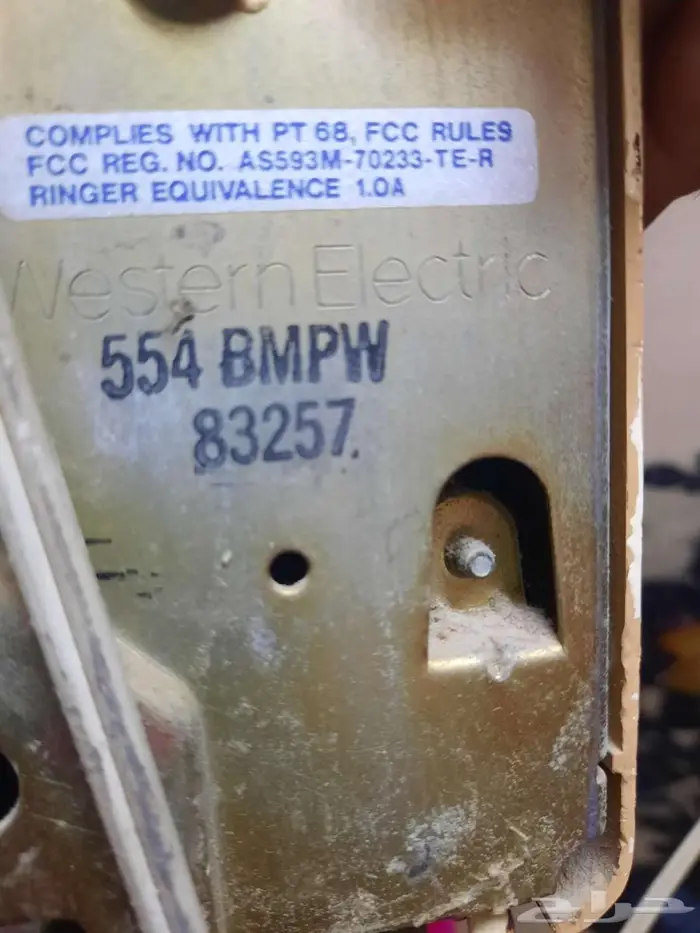 COMPLIES WITH PT 68, FCC RULES
FCC REG. NO. AS593M-70233-TE-R
RINGER EQUIVALENCE 1.0A
Western Electric
554 BMPW
83257
حراج